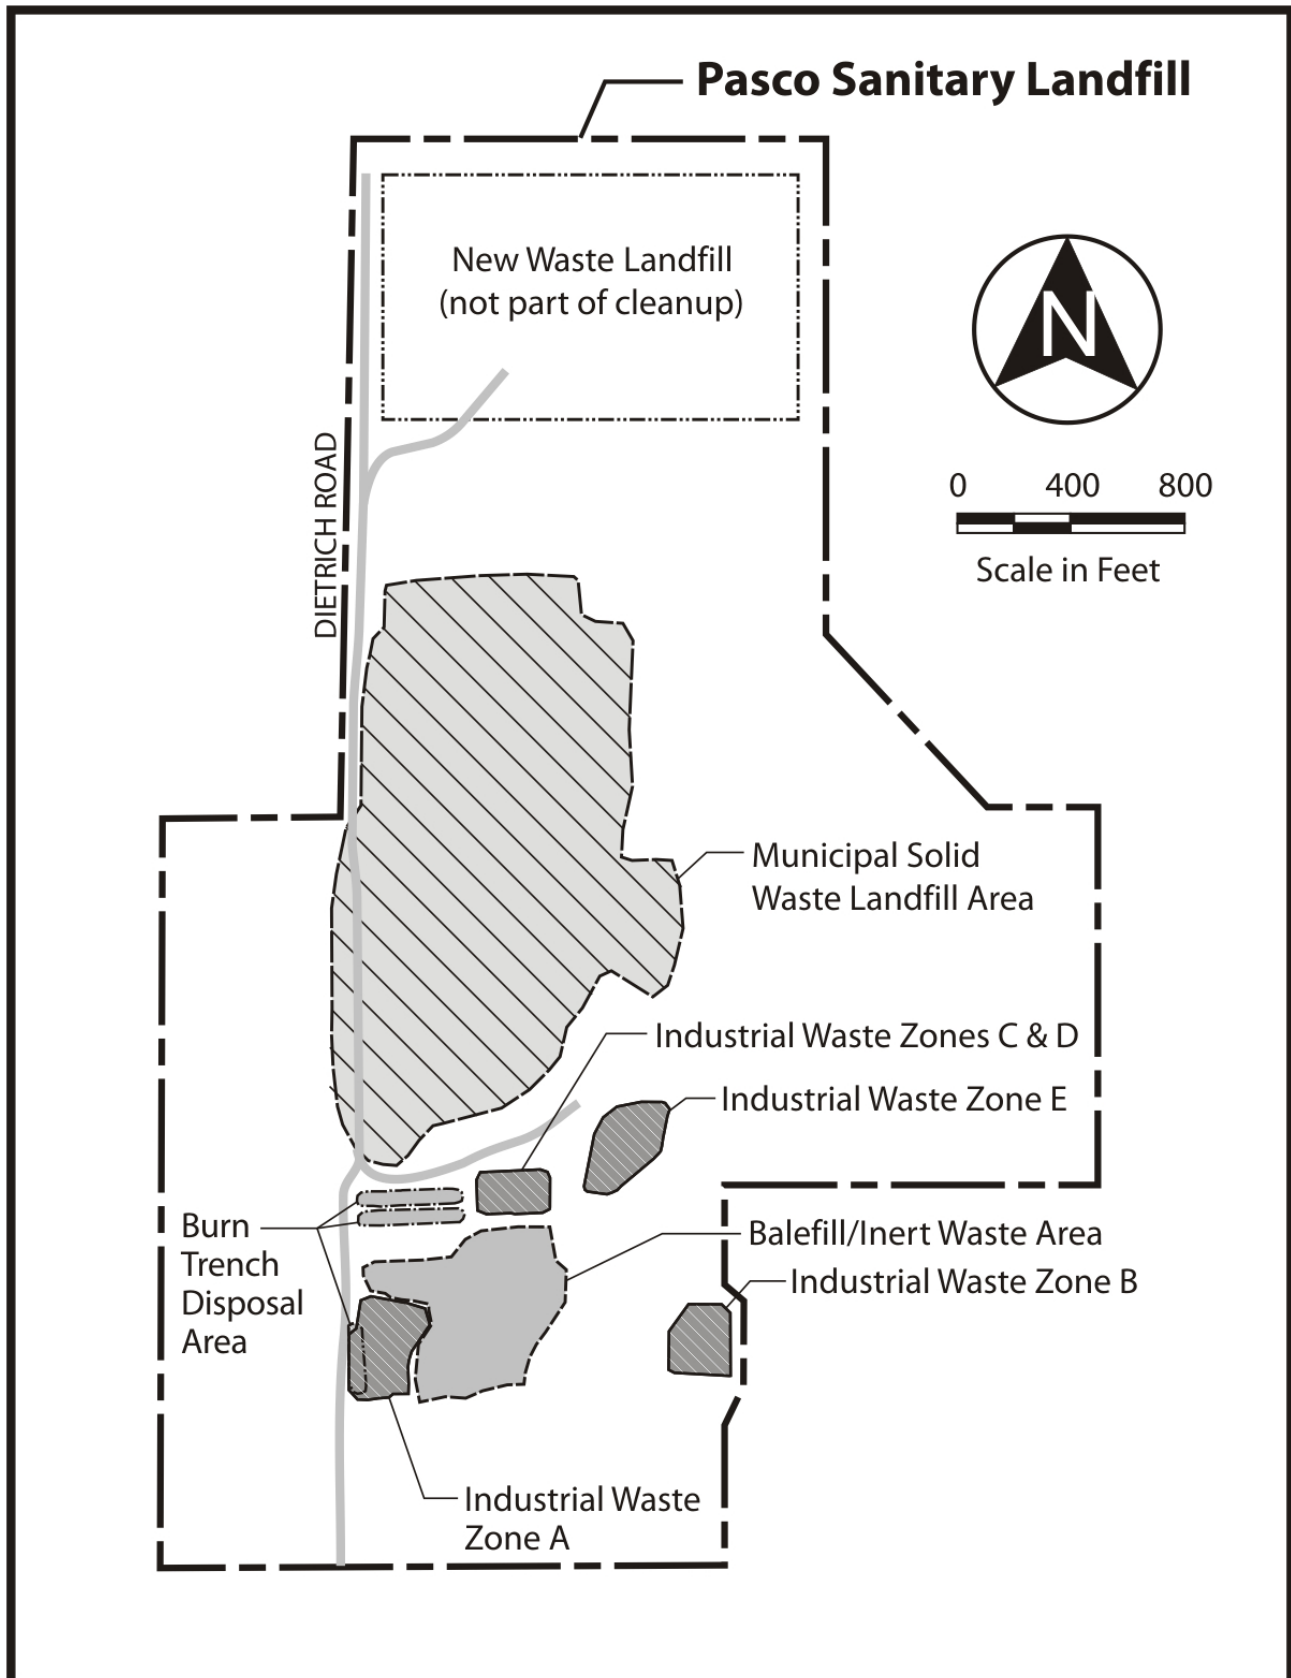 Pasco Sanitary Landfill
New Waste Landfill
(not part of cleanup)
N
0 400 800
Scale in Feet
DIETRICH ROAD
Municipal Solid
Waste Landfill Area
Industrial Waste Zones C & D
Industrial Waste Zone E
Burn
Trench
Disposal
Area
Balefill/Inert Waste Area
Industrial Waste Zone B
Industrial Waste
Zone A